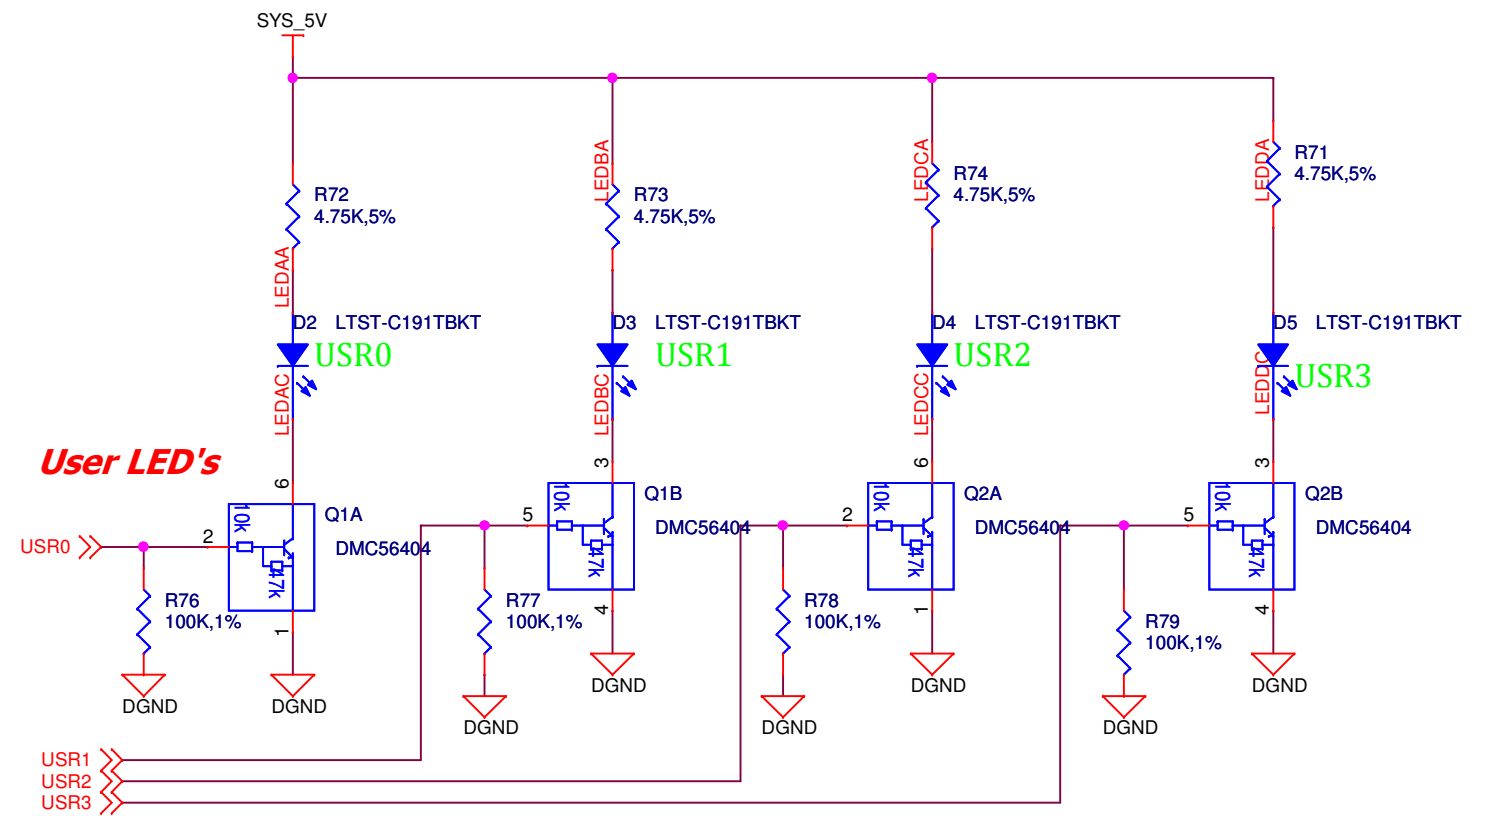 SYS_5V
LEDBA
LEDCA
LEDDA
R72
4.75K,5%
R73
4.75K,5%
R74
4.75K,5%
R71
4.75K,5%
LEDAA
D2 LTST-C191TBKT
USR0
D3 LTST-C191TBKT
USR1
D4 LTST-C191TBKT
USR2
D5 LTST-C191TBKT
USR3
LEDAC
LEDBC
LEDCC
LEDDC
User LED's
6
3
6
3
10k
Q1A
DMC56404
47k
2
1
10k
Q1B
DMC56404
47k
5
4
10k
Q2A
DMC56404
47k
2
1
10k
Q2B
DMC56404
47k
5
4
USR0
R76
100K,1%
R77
100K,1%
R78
100K,1%
R79
100K,1%
DGND
DGND
DGND
DGND
DGND
DGND
DGND
DGND
USR1
USR2
USR3